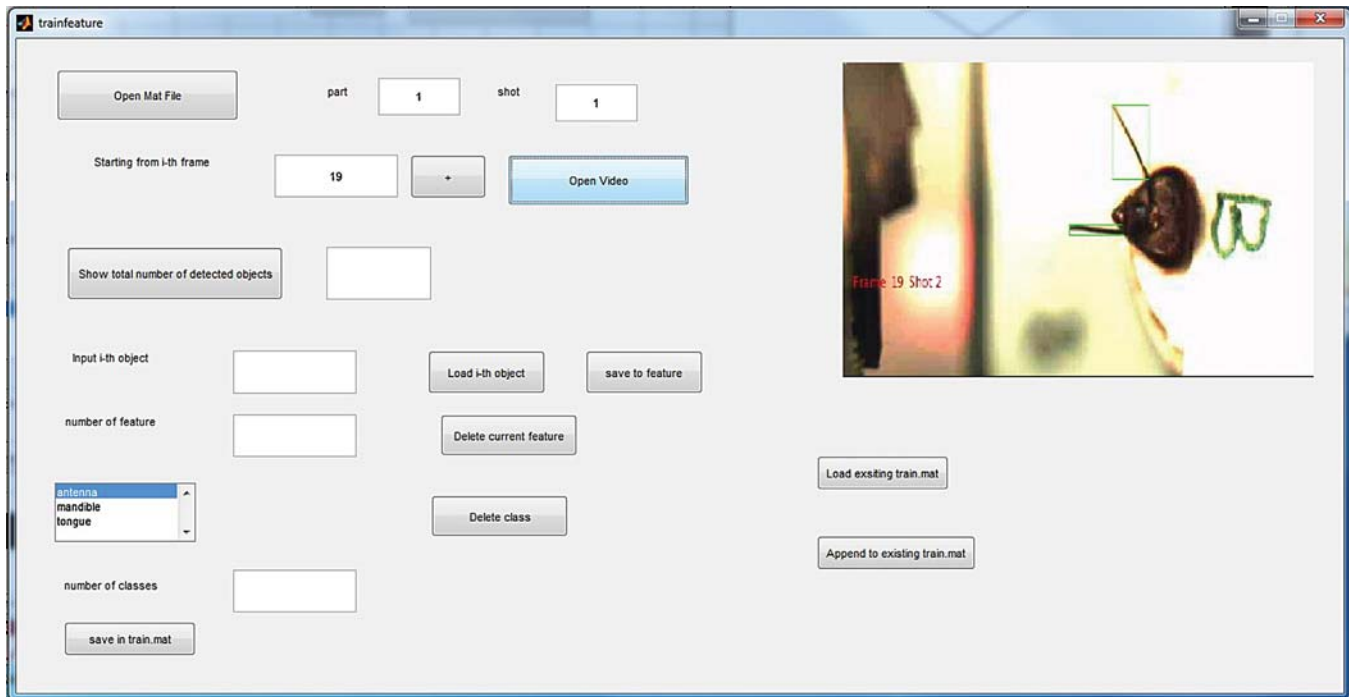 trainfeature
Open Mat File
part
1
shot
1
Starting from i-th frame
19
+
Open Video
Show total number of detected objects
Input i-th object
Load i-th object
save to feature
number of feature
Delete current feature
antenna
mandible
tongue
Delete class
number of classes
save in train.mat
Frame 19 Shot 2
B
Load exsiting train.mat
Append to existing train.mat